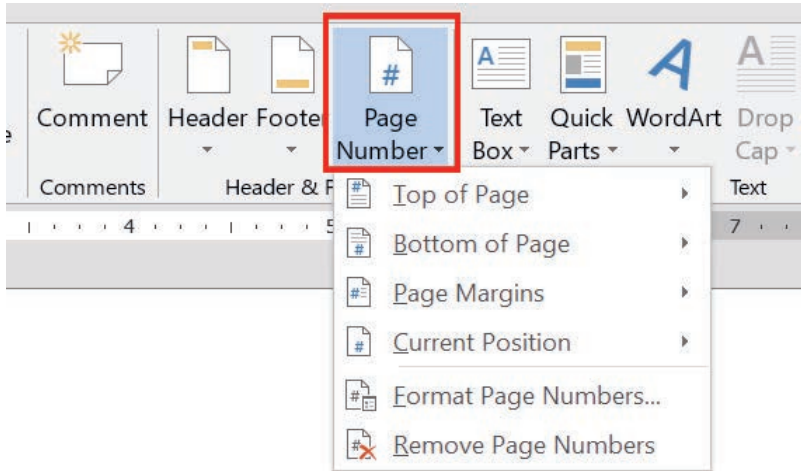 Comment Header Footer Page Text Quick WordArt Drop
Number Box Parts Cap
Comments Header & F Text
4 5 7
Top of Page
Bottom of Page
Page Margins
Current Position
Format Page Numbers...
Remove Page Numbers